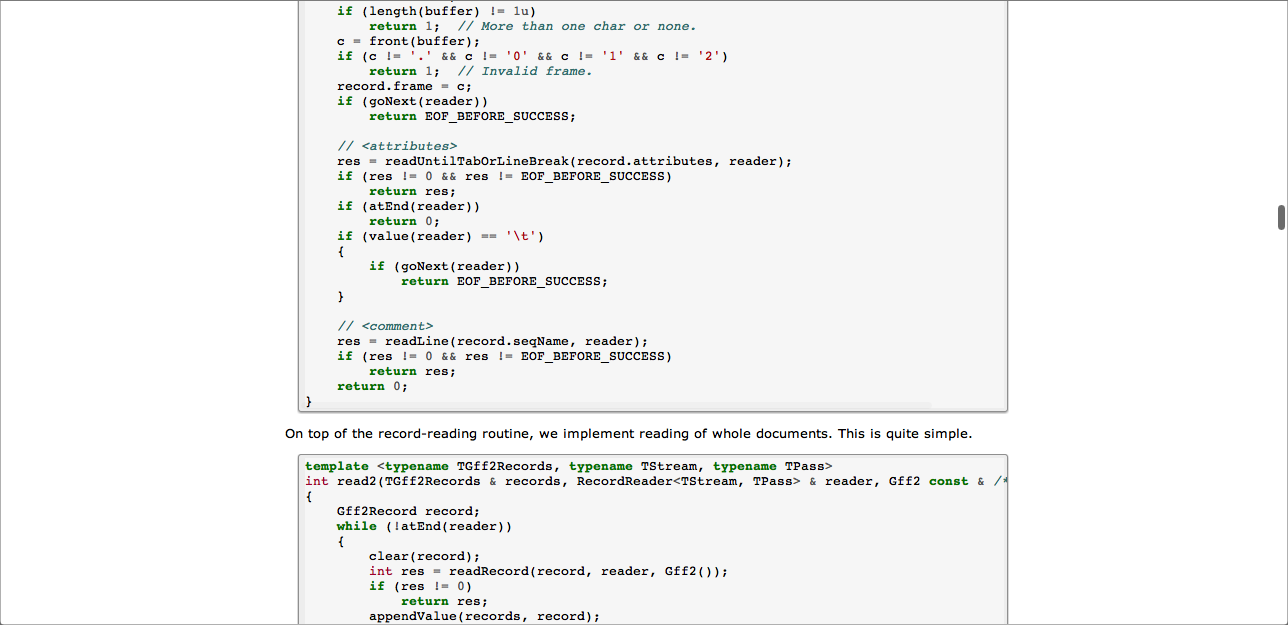 if (length(buffer) != 1u)
return 1;  // More than one char or none.
c = front(buffer);
if (c != '.' && c != '0' && c != '1' && c != '2')
return 1;  // Invalid frame.
record.frame = c;
if (goNext(reader))
return EOF_BEFORE_SUCCESS;
// <attributes>
res = readUntilTabOrLineBreak(record.attributes, reader);
if (res != 0 && res != EOF_BEFORE_SUCCESS)
return res;
if (atEnd(reader))
return 0;
if (value(reader) == '\t')
{
if (goNext(reader))
return EOF_BEFORE_SUCCESS;
}
// <comment>
res = readLine(record.seqName, reader);
if (res != 0 && res != EOF_BEFORE_SUCCESS)
return res;
return 0;
}
On top of the record-reading routine, we implement reading of whole documents. This is quite simple.
template <typename TGff2Records, typename TStream, typename TPass>
int read2(TGff2Records & records, RecordReader<TStream, TPass> & reader, Gff2 const & /*
{
Gff2Record record;
while (!atEnd(reader))
{
clear(record);
int res = readRecord(record, reader, Gff2());
if (res != 0)
return res;
appendValue(records, record);